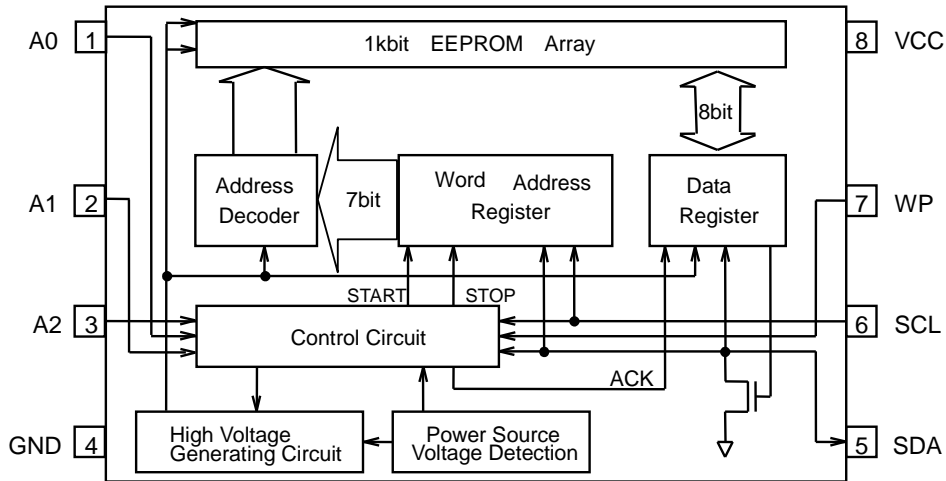 A0 1
1kbit EEPROM Array
8 VCC
8bit
A1 2
Address
Decoder
7bit
Word Address
Register
Data
Register
7 WP
START
STOP
A2 3
Control Circuit
6 SCL
ACK
GND 4
High Voltage
Generating Circuit
Power Source
Voltage Detection
5 SDA